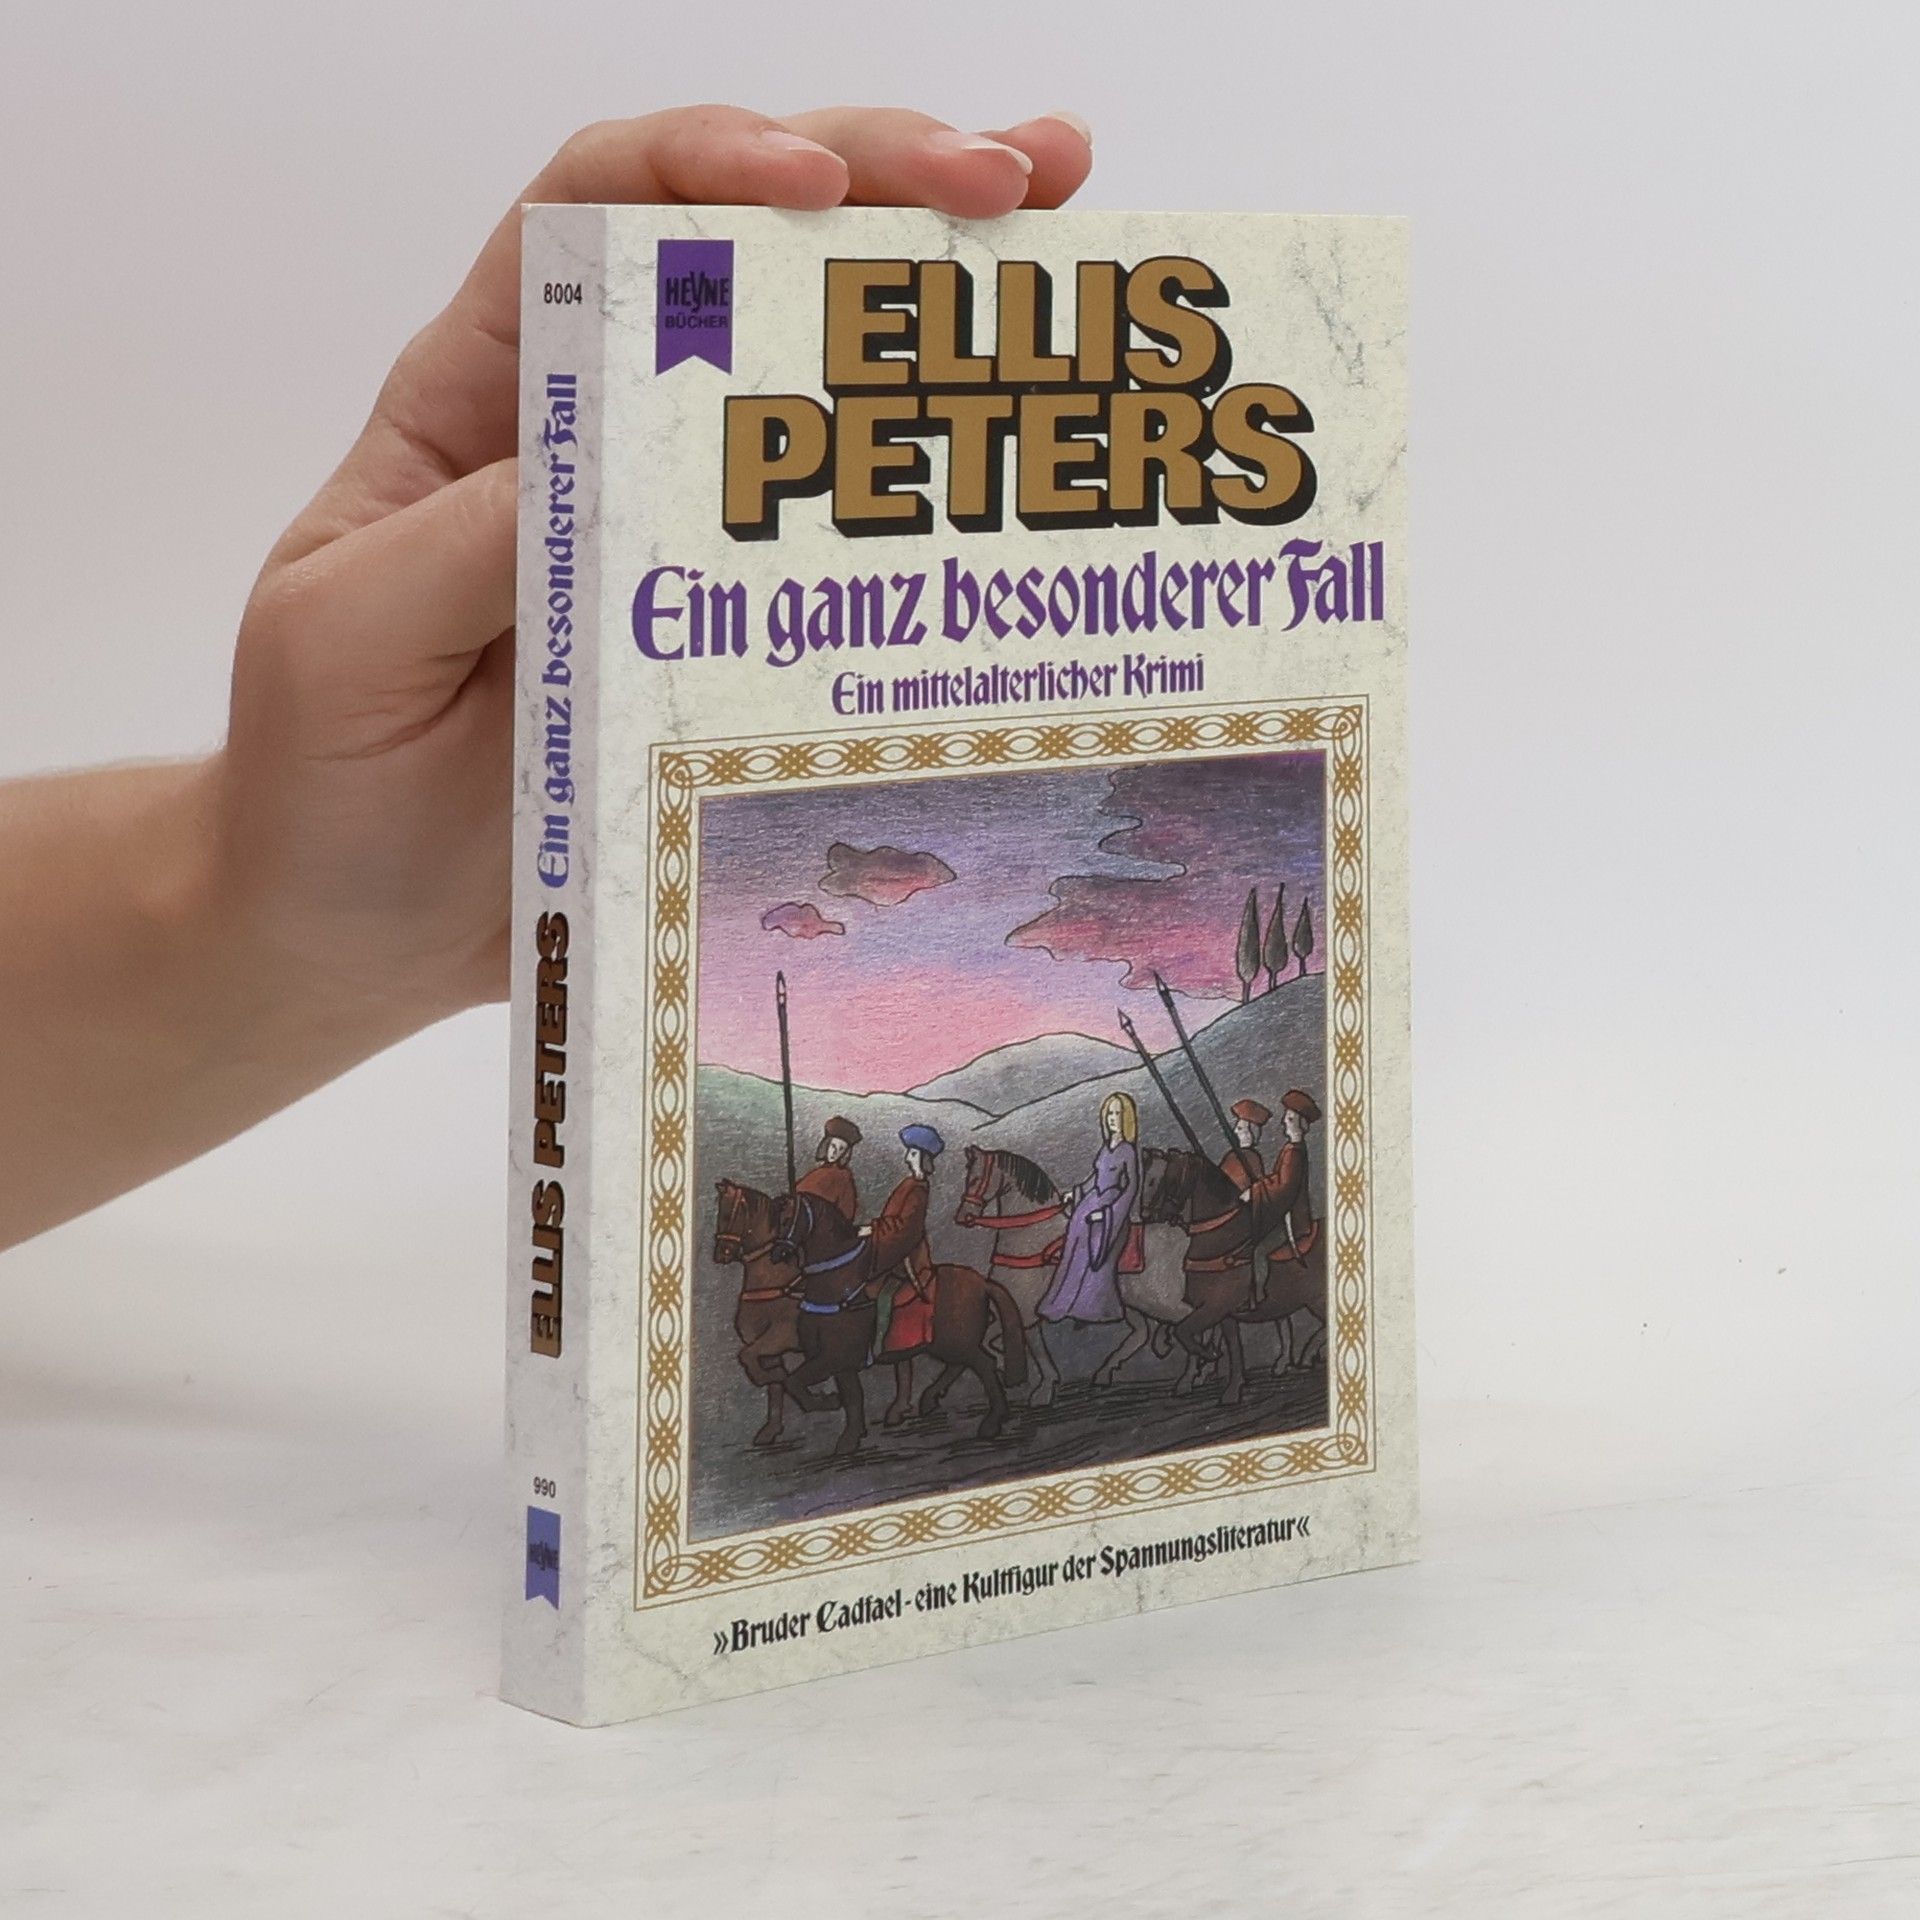 8004
Ein ganz besonderer Fall
ELLIS PETERS
990
HEYNE
HEYNE
BÜCHER
ELLIS
PETERS
Ein ganz besonderer Fall
Ein mittelalterlicher Krimi
»Bruder Cadfael - eine Kultfigur der Spannungsliteratur«